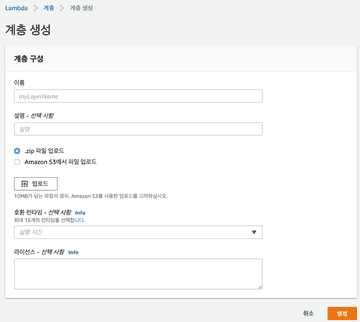 Lambda > 계층 > 계층 생성
계층 생성
계층 구성
이름
myLayerName
설명 - 선택 사항
설명
.zip 파일 업로드
Amazon S3에서 파일 업로드
업로드
10MB가 넘는 파일의 경우, Amazon S3를 사용한 업로드를 고려하십시오.
호환 런타임 - 선택 사항 Info
최대 15개의 런타임을 선택합니다.
실행 시간
라이선스 - 선택 사항 Info
취소 생성